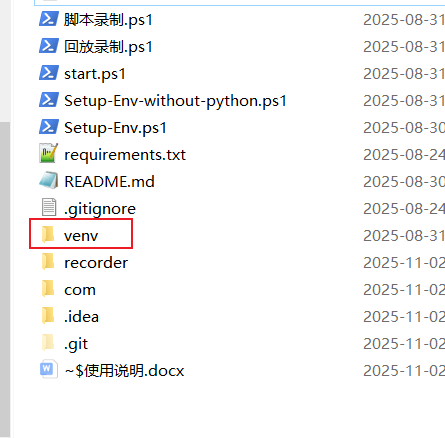 脚本录制.ps1 2025-08-31
回放录制.ps1 2025-08-31
start.ps1 2025-08-31
Setup-Env-without-python.ps1 2025-08-31
Setup-Env.ps1 2025-08-30
requirements.txt 2025-08-24
README.md 2025-08-30
.gitignore 2025-08-24
venv 2025-08-31
recorder 2025-11-02
com 2025-11-02
.idea 2025-11-02
.git 2025-11-02
~$使用说明.docx 2025-11-02